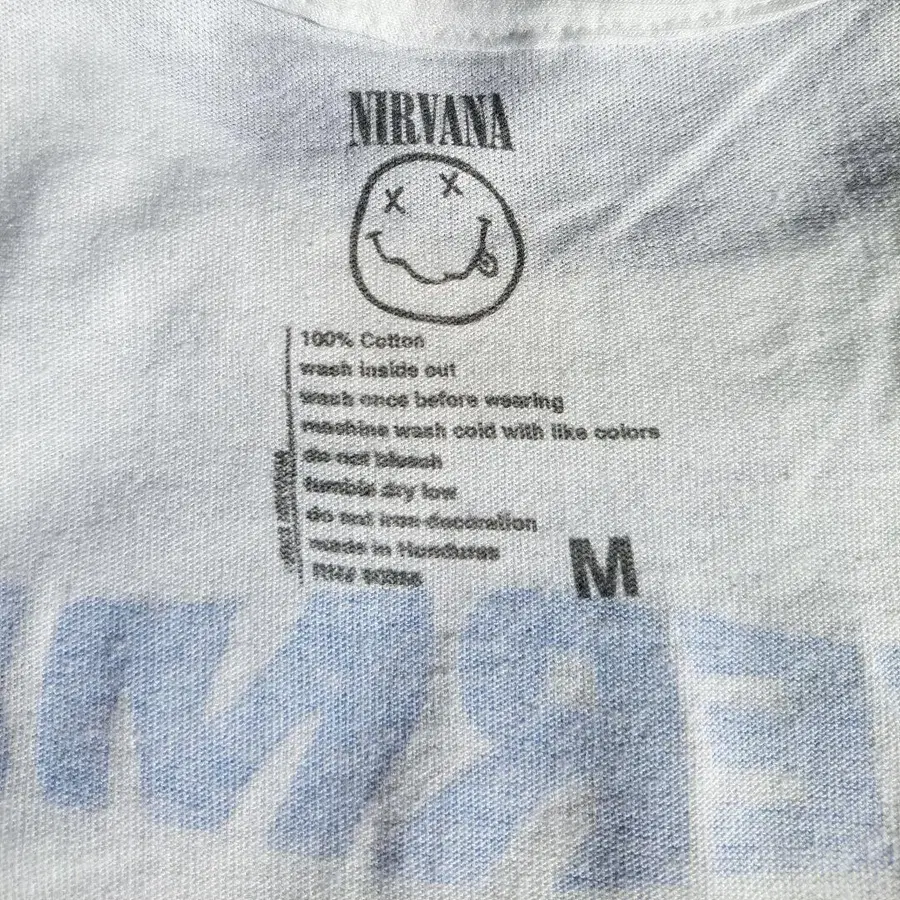 NIRVANA
100% Cotton
wash inside out
wash once before wearing
machine wash cold with like colors
do not bleach
tumble dry low
do not iron decoration
made in Honduras
M